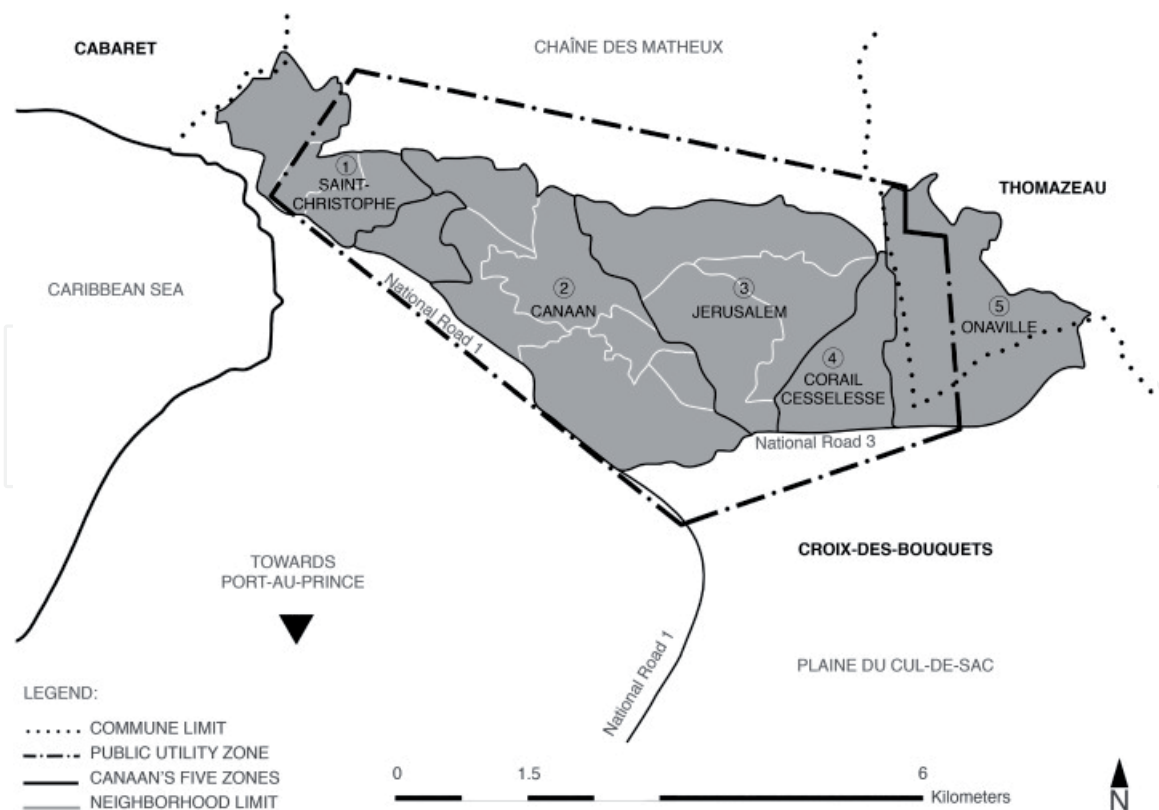 CABARET
CHAÎNE DES MATHEUX
THOMAZEAU
1
SAINT-
CHRISTOPHE
CARIBBEAN SEA
National Road 1
2
CANAAN
3
JERUSALEM
4
CORAIL
CESSELESSE
5
ONAVILLE
National Road 3
CROIX-DES-BOUQUETS
TOWARDS
PORT-AU-PRINCE
National Road 1
PLAINE DU CUL-DE-SAC
LEGEND:
COMMUNE LIMIT
PUBLIC UTILITY ZONE
CANAAN'S FIVE ZONES
NEIGHBORHOOD LIMIT
0 1.5 6
Kilometers
N